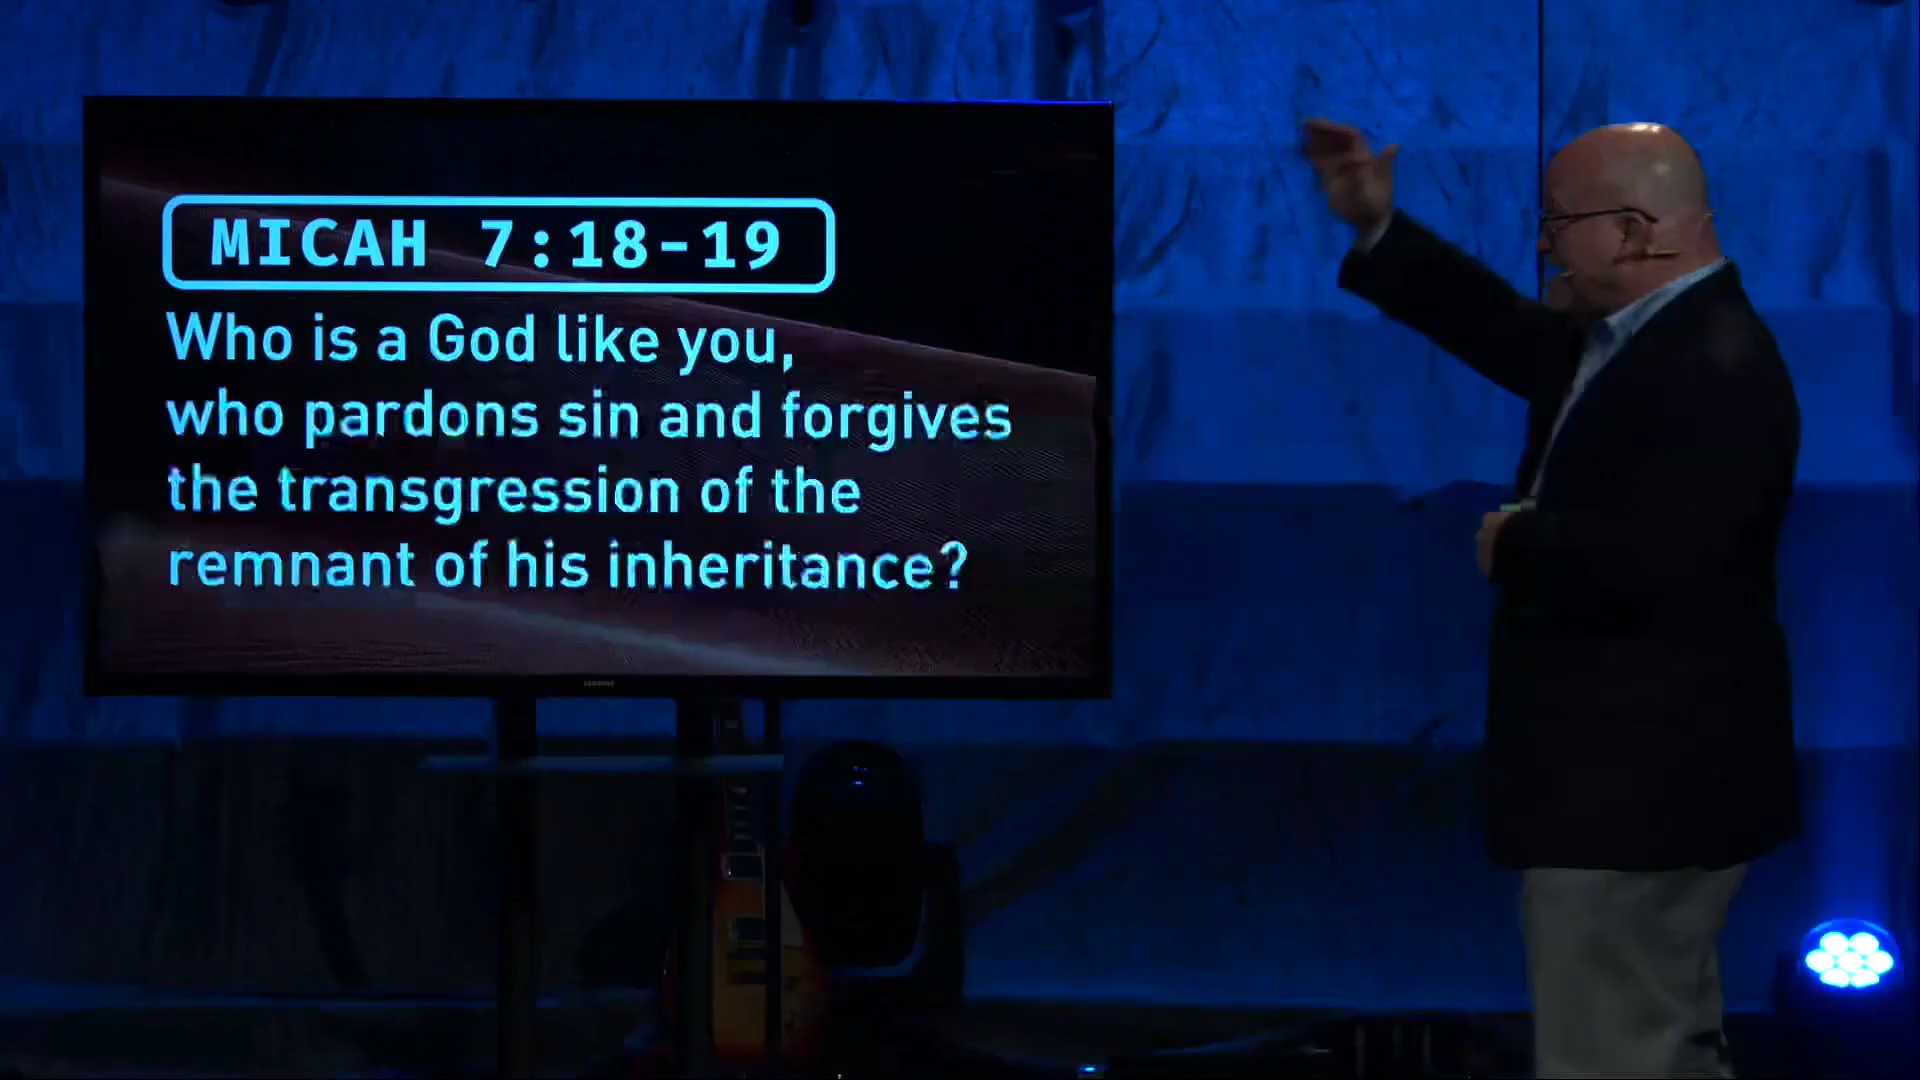 MICAH 7:18-19
Who is a God like you,
who pardons sin and forgives
the transgression of the
remnant of his inheritance?
SAMSUNG